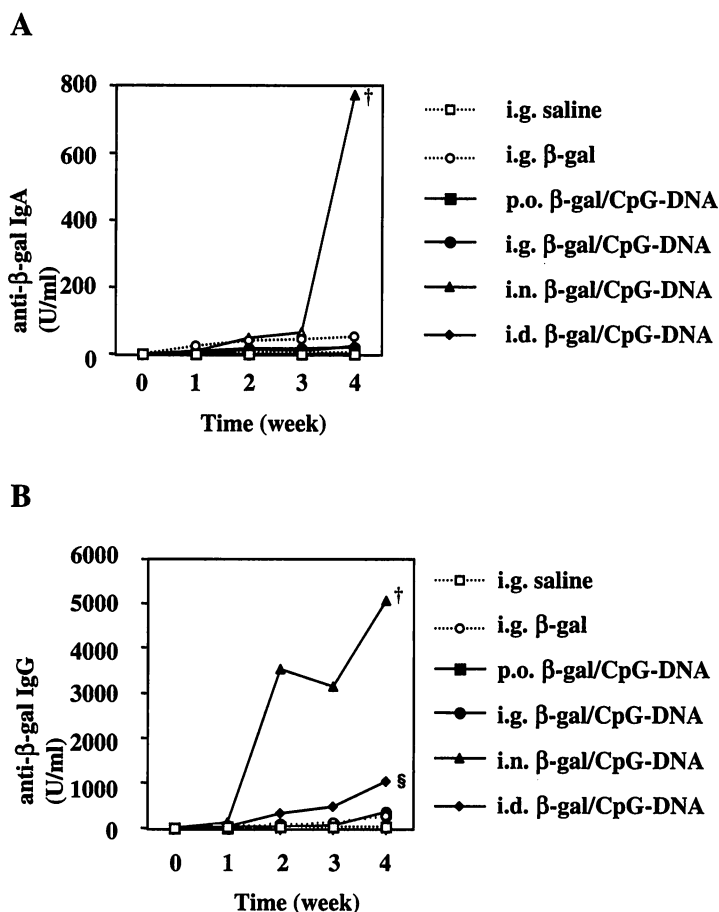 A
800
600
400
200
0
anti-β-gal IgA
(U/ml)
0 1 2 3 4
Time (week)
†
i.g. saline
i.g. β-gal
p.o. β-gal/CpG-DNA
i.g. β-gal/CpG-DNA
i.n. β-gal/CpG-DNA
i.d. β-gal/CpG-DNA
B
6000
5000
4000
3000
2000
1000
0
anti-β-gal IgG
(U/ml)
0 1 2 3 4
Time (week)
†
§
i.g. saline
i.g. β-gal
p.o. β-gal/CpG-DNA
i.g. β-gal/CpG-DNA
i.n. β-gal/CpG-DNA
i.d. β-gal/CpG-DNA